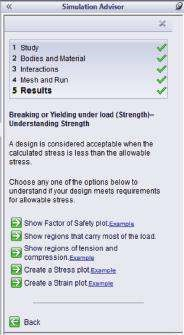 Simulation Advisor
1 Study
2 Bodies and Material
3 Interactions
4 Mesh and Run
5 Results
Breaking or Yielding under load (Strength)–
Understanding Strength
A design is considered acceptable when the
calculated stress is less than the allowable
stress.
Choose any one of the options below to
understand if your design meets requirements
for allowable stress.
Show Factor of Safety plot.Example
Show regions that carry most of the load.
Show regions of tension and
compression.Example
Create a Stress plot.Example
Create a Strain plot.Example
Back